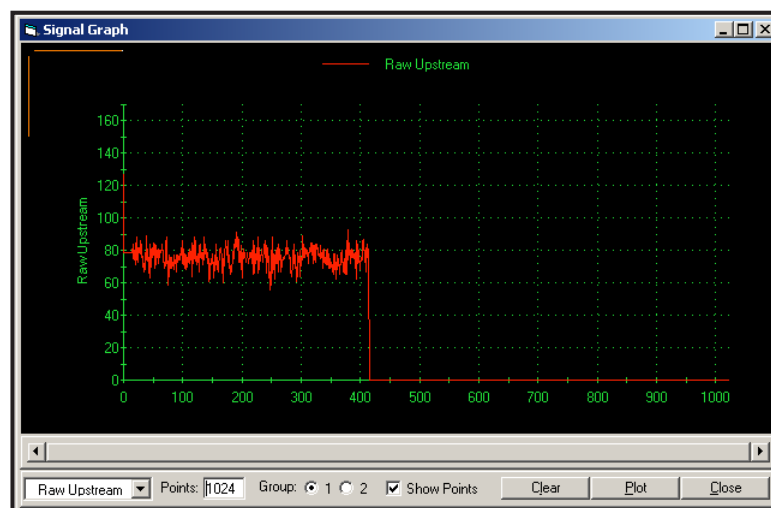 Signal Graph
Raw Upstream
160
140
120
100
80
60
40
20
0
Raw Upstream
0 100 200 300 400 500 600 700 800 900 1000
Raw Upstream Points: 1024 Group: 1 2 Show Points Clear Plot Close